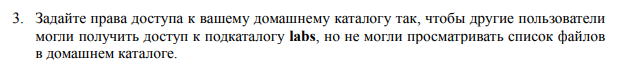 3. Задайте права доступа к вашему домашнему каталогу так, чтобы другие пользователи
могли получить доступ к подкаталогу labs, но не могли просматривать список файлов
в домашнем каталоге.